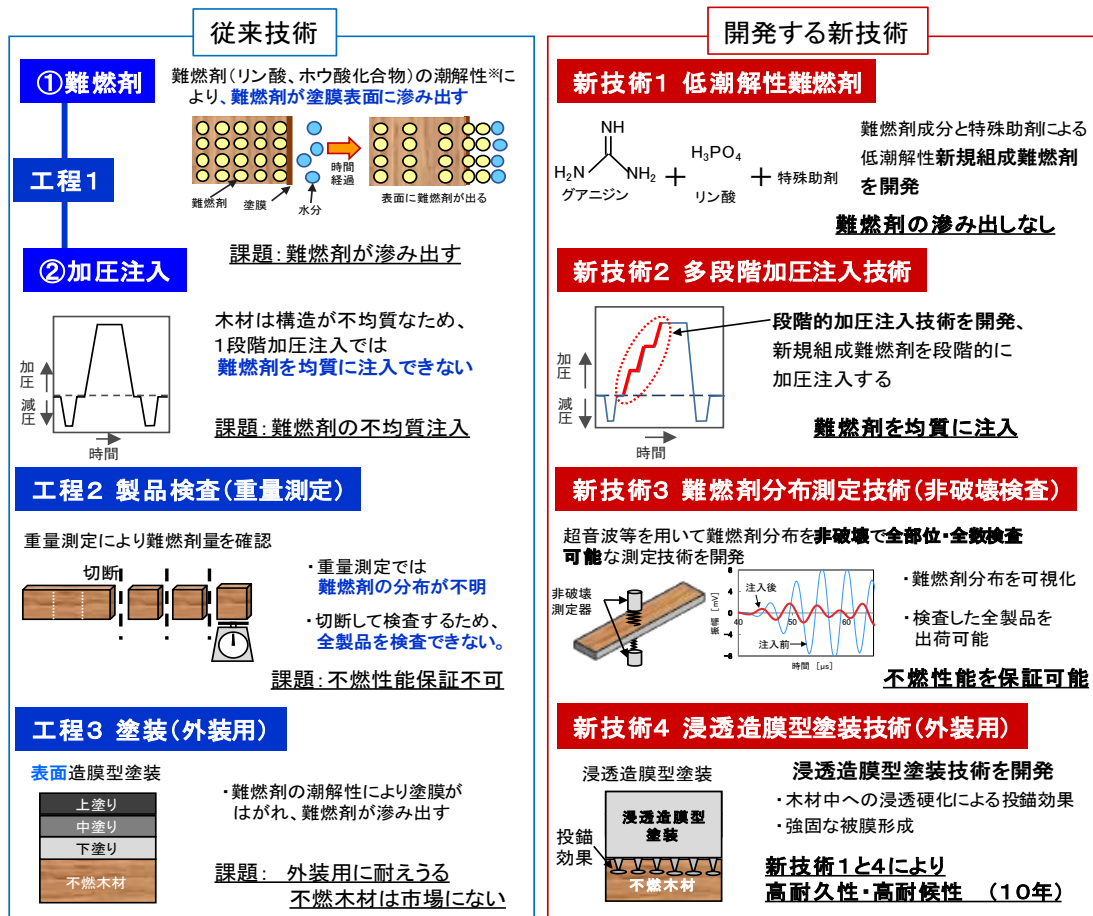 従来技術
①難燃剤
難燃剤（リン酸、ホウ酸化合物）の潮解性※に
より、難燃剤が塗膜表面に滲み出す
時間
経過
難燃剤
塗膜
水分
表面に難燃剤が出る
工程1
課題：難燃剤が滲み出す
②加圧注入
木材は構造が不均質なため、
1段階加圧注入では
難燃剤を均質に注入できない
加圧
減圧
時間
課題：難燃剤の不均質注入
工程2 製品検査（重量測定）
重量測定により難燃剤量を確認
切断
・重量測定では
難燃剤の分布が不明
・切断して検査するため、
全製品を検査できない。
課題：不燃性能保証不可
工程3 塗装（外装用）
表面造膜型塗装
上塗り
中塗り
下塗り
不燃木材
・難燃剤の潮解性により塗膜が
はがれ、難燃剤が滲み出す
課題： 外装用に耐えうる
不燃木材は市場にない
開発する新技術
新技術1 低潮解性難燃剤
NH
H2N
NH2
グアニジン
+
H3PO4
リン酸
+
特殊助剤
難燃剤成分と特殊助剤による
低潮解性新規組成難燃剤
を開発
難燃剤の滲み出しなし
新技術2 多段階加圧注入技術
加圧
減圧
時間
段階的加圧注入技術を開発、
新規組成難燃剤を段階的に
加圧注入する
難燃剤を均質に注入
新技術3 難燃剤分布測定技術（非破壊検査）
超音波等を用いて難燃剤分布を非破壊で全部位・全数検査
可能な測定技術を開発
非破壊
測定器
振幅 [mV]
8
4
0
-4
-8
40
50
60
注入後
注入前
時間 [μs]
・難燃剤分布を可視化
・検査した全製品を
出荷可能
不燃性能を保証可能
新技術4 浸透造膜型塗装技術（外装用）
浸透造膜型塗装
浸透造膜型
塗装
投錨
効果
不燃木材
浸透造膜型塗装技術を開発
・木材中への浸透硬化による投錨効果
・強固な被膜形成
新技術1と4により
高耐久性・高耐候性 （10年）